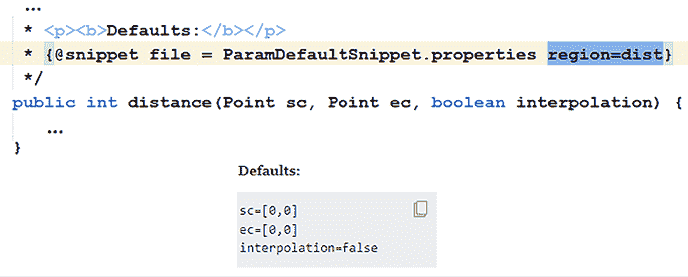 ...
* <p><b>Defaults:</b></p>
* {@snippet file = ParamDefaultSnippet.properties region=dist}
*/
public int distance(Point sc, Point ec, boolean interpolation) {
...
}
Defaults:
sc=[0,0]
ec=[0,0]
interpolation=false